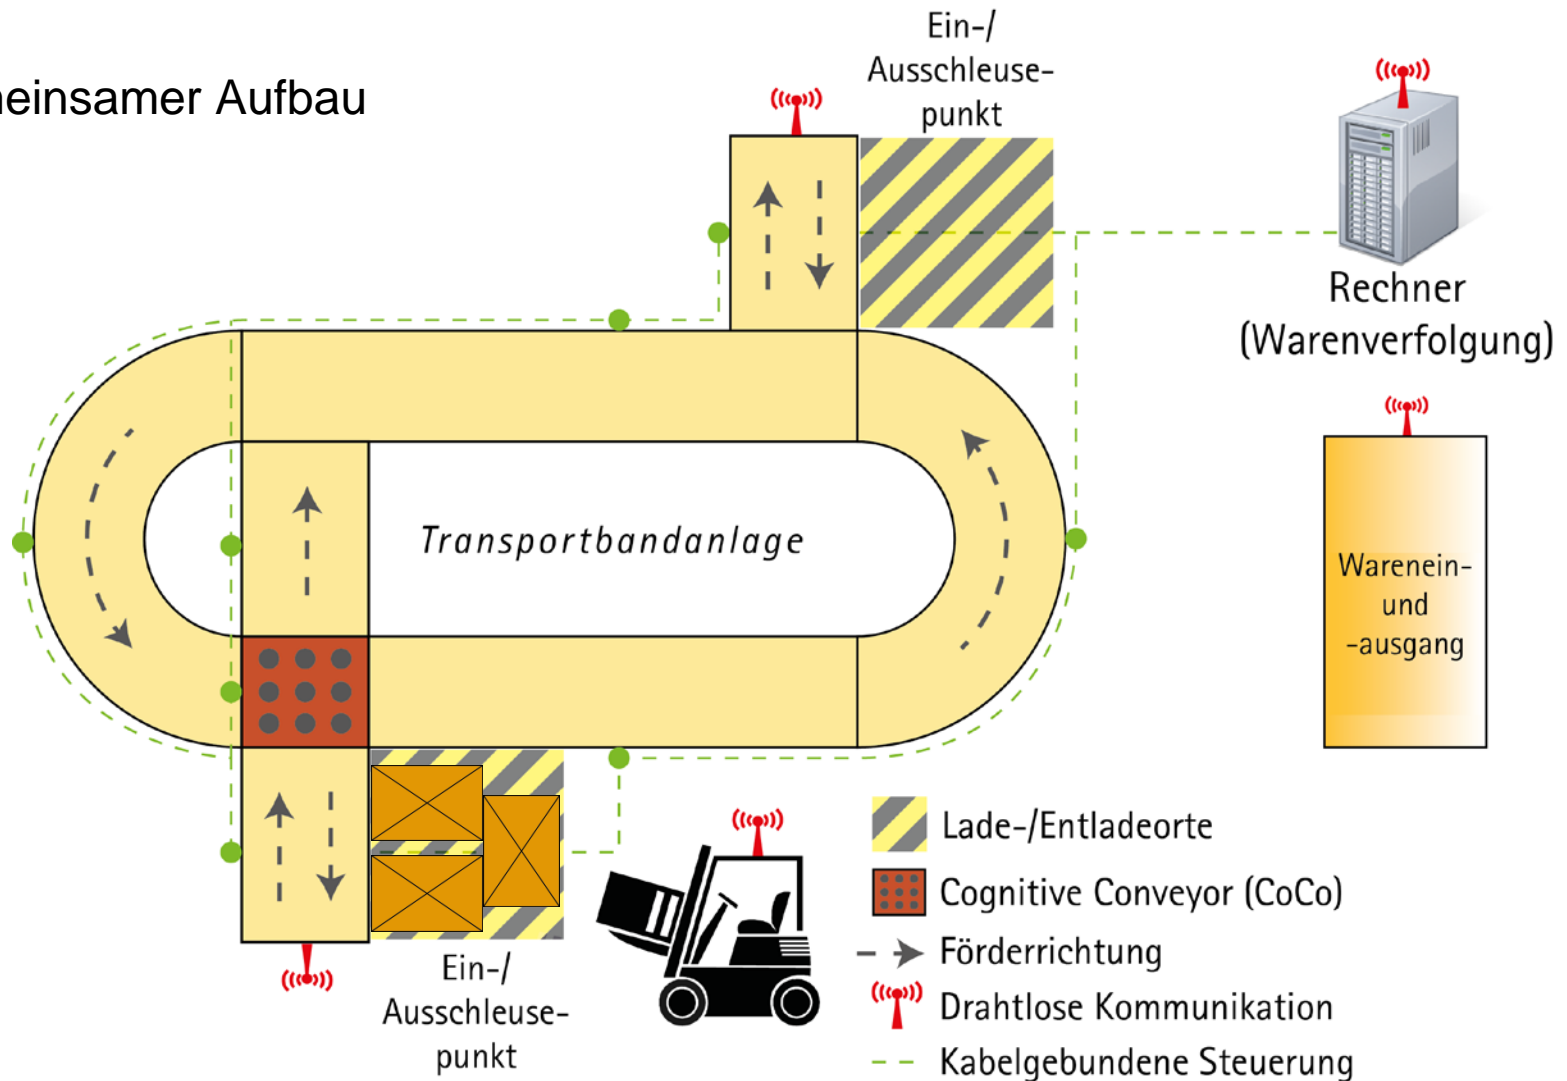 neinsamer Aufbau
Ein-/
Ausschleuse-
punkt
Rechner
(Warenverfolgung)
Transportbandanlage
Warenein-
und
-ausgang
Ein-/
Ausschleuse-
punkt
Lade-/Entladeorte
Cognitive Conveyor (CoCo)
Förderrichtung
Drahtlose Kommunikation
Kabelgebundene Steuerung